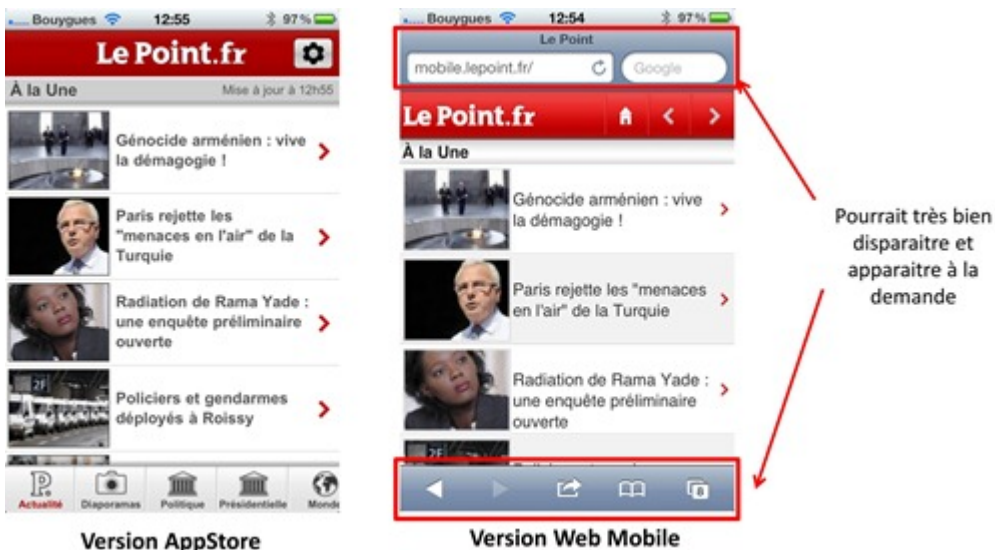 Bouygues 12:55 97 %
Le Point.fr
À la Une Mise à jour à 12h55
Génocide arménien : vive
la démagogie !
Paris rejette les
"menaces en l'air" de la
Turquie
Radiation de Rama Yade :
une enquête préliminaire
ouverte
2F
Policiers et gendarmes
déployés à Roissy
P.
Actualité Diaporamas Politique Présidentielle Monde
Version AppStore
Bouygues 12:54 97 %
Le Point
mobile.lepoint.fr/ Google
Le Point.fr
À la Une
Génocide arménien : vive
la démagogie !
Paris rejette les "menaces
en l'air" de la Turquie
Radiation de Rama Yade :
une enquête préliminaire
ouverte
2F
8
Version Web Mobile
Pourrait très bien
disparaitre et
apparaitre à la
demande